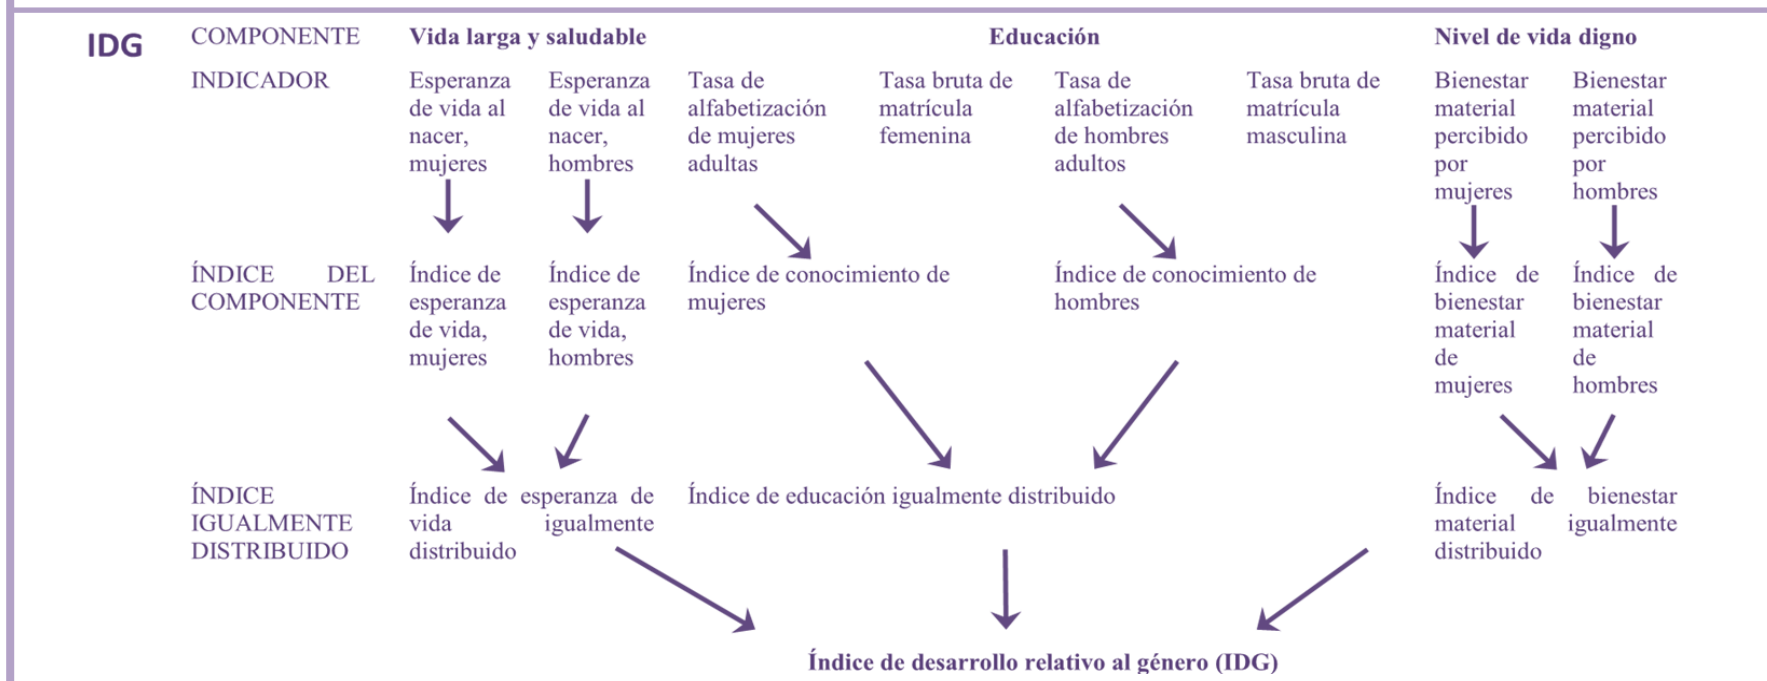 IDG
COMPONENTE
Vida larga y saludable
Educación
Nivel de vida digno
INDICADOR
Esperanza
de vida al
nacer,
mujeres
Esperanza
de vida al
nacer,
hombres
Tasa de
alfabetización
de mujeres
adultas
Tasa bruta de
matrícula
femenina
Tasa de
alfabetización
de hombres
adultos
Tasa bruta de
matrícula
masculina
Bienestar
material
percibido
por
mujeres
Bienestar
material
percibido
por
hombres
ÍNDICE DEL
COMPONENTE
Índice de
esperanza
de vida,
mujeres
Índice de
esperanza
de vida,
hombres
Índice de conocimiento de
mujeres
Índice de conocimiento de
hombres
Índice de
bienestar
material
de
mujeres
Índice de
bienestar
material
de
hombres
ÍNDICE
IGUALMENTE
DISTRIBUIDO
Índice de esperanza de
vida igualmente
distribuido
Índice de educación igualmente distribuido
Índice de bienestar
material igualmente
distribuido
Índice de desarrollo relativo al género (IDG)